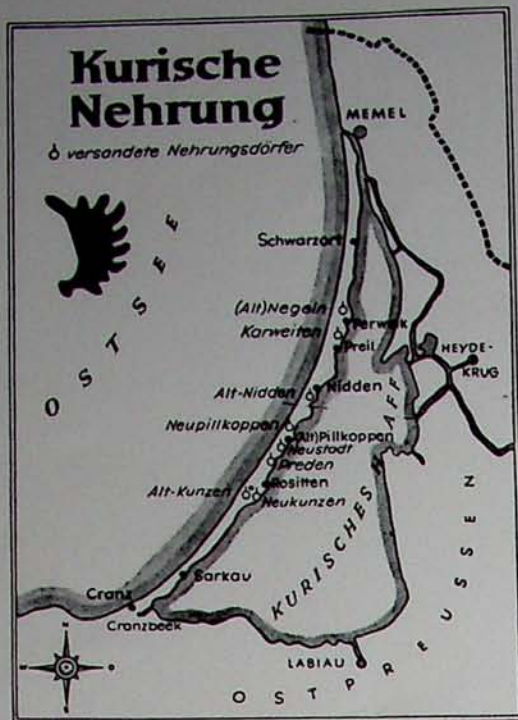 Kurische
Nehrung
versandete Nehrungsdörfer
MEMEL
OSTSEE
Schwarzort
(Alt)Negeln
Perwelk
Karweiten
Preil
HEYDE-
KRUG
Alt-Nidden
Nidden
Neupillkoppen
(Alt)Pillkoppen
Neustadt
Preden
Rositten
Alt-Kunzen
Neukunzen
KURISCHES HAFF
Sarkau
Cranz
Cranzbeek
LABIAU
OSTPREUSSEN